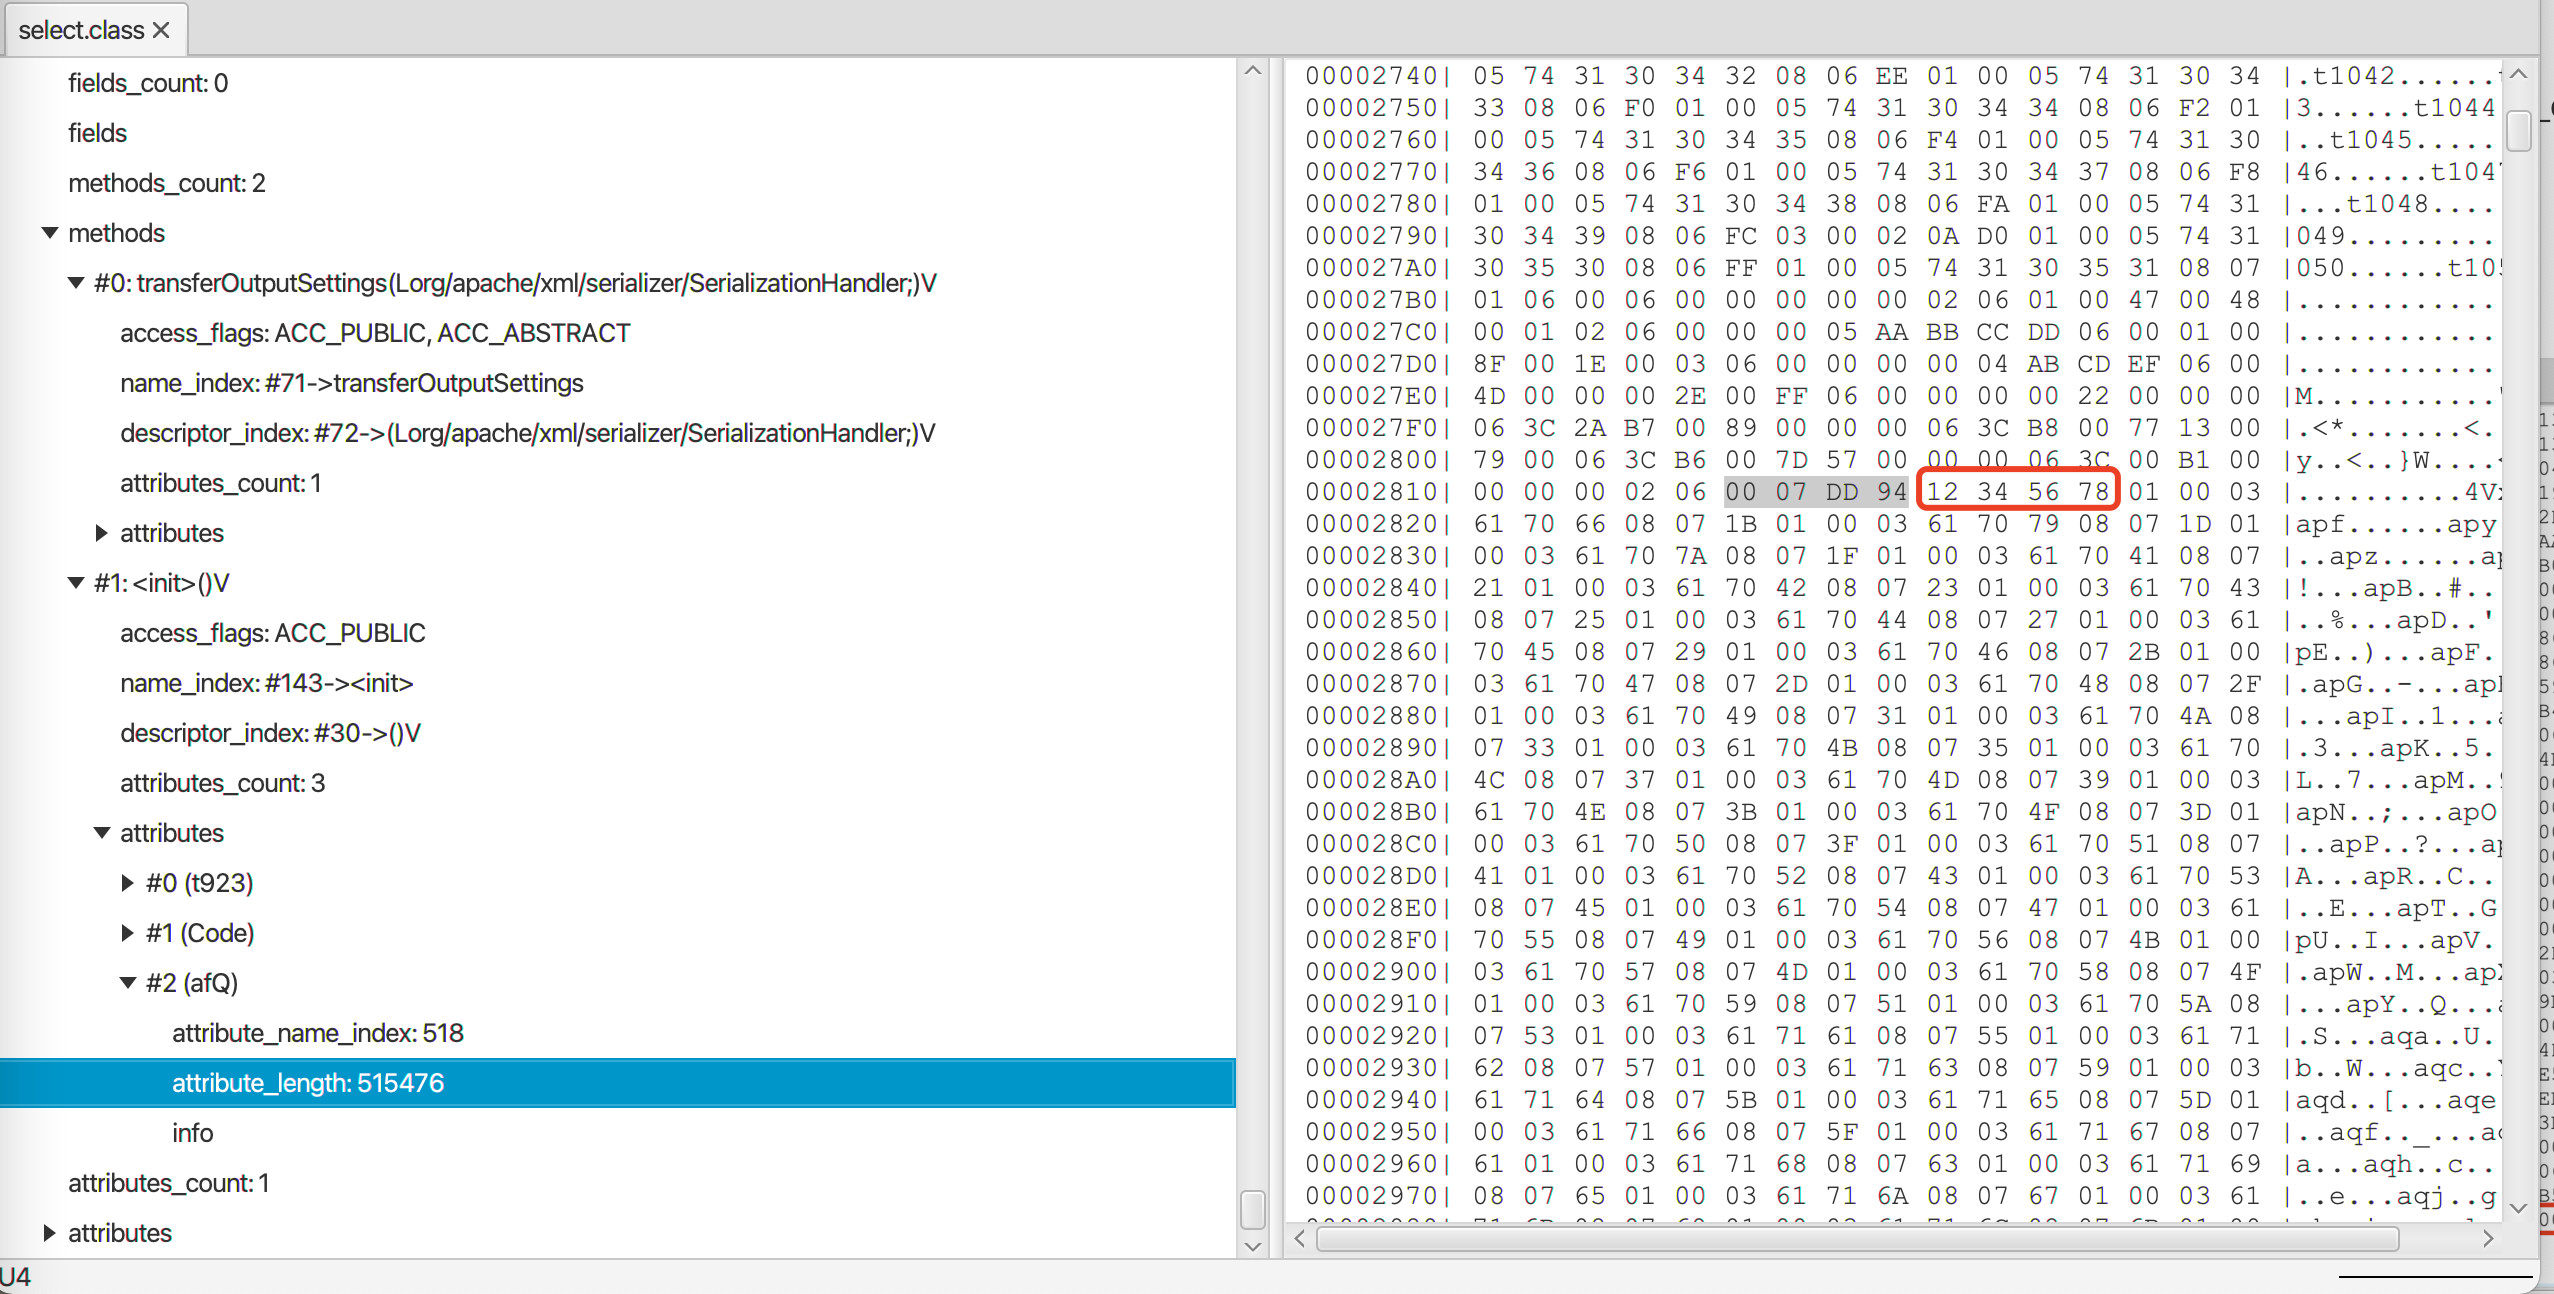 select.class
fields_count: 0
fields
methods_count: 2
methods
#0: transferOutputSettings(Lorg/apache/xml/serializer/SerializationHandler;)V
access_flags: ACC_PUBLIC, ACC_ABSTRACT
name_index: #71->transferOutputSettings
descriptor_index: #72->(Lorg/apache/xml/serializer/SerializationHandler;)V
attributes_count: 1
attributes
#1: <init>()V
access_flags: ACC_PUBLIC
name_index: #143-><init>
descriptor_index: #30->()V
attributes_count: 3
attributes
#0 (t923)
#1 (Code)
#2 (afQ)
attribute_name_index: 518
attribute_length: 515476
info
attributes_count: 1
attributes
U4
00002740| 05 74 31 30 34 32 08 06 EE 01 00 05 74 31 30 34 |.t1042......
00002750| 33 08 06 F0 01 00 05 74 31 30 34 34 08 06 F2 01 |3......t1044
00002760| 00 05 74 31 30 34 35 08 06 F4 01 00 05 74 31 30 |..t1045.....
00002770| 34 36 08 06 F6 01 00 05 74 31 30 34 37 08 06 F8 |46......t104
00002780| 01 00 05 74 31 30 34 38 08 06 FA 01 00 05 74 31 |...t1048....
00002790| 30 34 39 08 06 FC 03 00 02 0A D0 01 00 05 74 31 |049.........
000027A0| 30 35 30 08 06 FF 01 00 05 74 31 30 35 31 08 07 |050......t10
000027B0| 01 06 00 06 00 00 00 00 00 02 06 01 00 47 00 48 |............
000027C0| 00 01 02 06 00 00 00 05 AA BB CC DD 06 00 01 00 |............
000027D0| 8F 00 1E 00 03 06 00 00 00 00 04 AB CD EF 06 00 |............
000027E0| 4D 00 00 00 2E 00 FF 06 00 00 00 00 22 00 00 00 |M...........
000027F0| 06 3C 2A B7 00 89 00 00 00 06 3C B8 00 77 13 00 |.<*.......<.
00002800| 79 00 06 3C B6 00 7D 57 00 00 00 06 3C 00 B1 00 |y..<..}W....
00002810| 00 00 00 02 06 00 07 DD 94 12 34 56 78 01 00 03 |..........4V
00002820| 61 70 66 08 07 1B 01 00 03 61 70 79 08 07 1D 01 |apf......apy
00002830| 00 03 61 70 7A 08 07 1F 01 00 03 61 70 41 08 07 |..apz......a
00002840| 21 01 00 03 61 70 42 08 07 23 01 00 03 61 70 43 |!...apB..#..
00002850| 08 07 25 01 00 03 61 70 44 08 07 27 01 00 03 61 |..%...apD..'
00002860| 70 45 08 07 29 01 00 03 61 70 46 08 07 2B 01 00 |pE..)...apF.
00002870| 03 61 70 47 08 07 2D 01 00 03 61 70 48 08 07 2F |.apG..-...ap
00002880| 01 00 03 61 70 49 08 07 31 01 00 03 61 70 4A 08 |...apI..1...
00002890| 07 33 01 00 03 61 70 4B 08 07 35 01 00 03 61 70 |.3...apK..5.
000028A0| 4C 08 07 37 01 00 03 61 70 4D 08 07 39 01 00 03 |L..7...apM..
000028B0| 61 70 4E 08 07 3B 01 00 03 61 70 4F 08 07 3D 01 |apN..;...apO
000028C0| 00 03 61 70 50 08 07 3F 01 00 03 61 70 51 08 07 |..apP..?...a
000028D0| 41 01 00 03 61 70 52 08 07 43 01 00 03 61 70 53 |A...apR..C..
000028E0| 08 07 45 01 00 03 61 70 54 08 07 47 01 00 03 61 |..E...apT..G
000028F0| 70 55 08 07 49 01 00 03 61 70 56 08 07 4B 01 00 |pU..I...apV.
00002900| 03 61 70 57 08 07 4D 01 00 03 61 70 58 08 07 4F |.apW..M...ap
00002910| 01 00 03 61 70 59 08 07 51 01 00 03 61 70 5A 08 |...apY..Q...
00002920| 07 53 01 00 03 61 71 61 08 07 55 01 00 03 61 71 |.S...aqa..U.
00002930| 62 08 07 57 01 00 03 61 71 63 08 07 59 01 00 03 |b..W...aqc..
00002940| 61 71 64 08 07 5B 01 00 03 61 71 65 08 07 5D 01 |aqd..[...aqe
00002950| 00 03 61 71 66 08 07 5F 01 00 03 61 71 67 08 07 |..aqf.._...a
00002960| 61 01 00 03 61 71 68 08 07 63 01 00 03 61 71 69 |a...aqh..c..
00002970| 08 07 65 01 00 03 61 71 6A 08 07 67 01 00 03 61 |..e...aqj..g